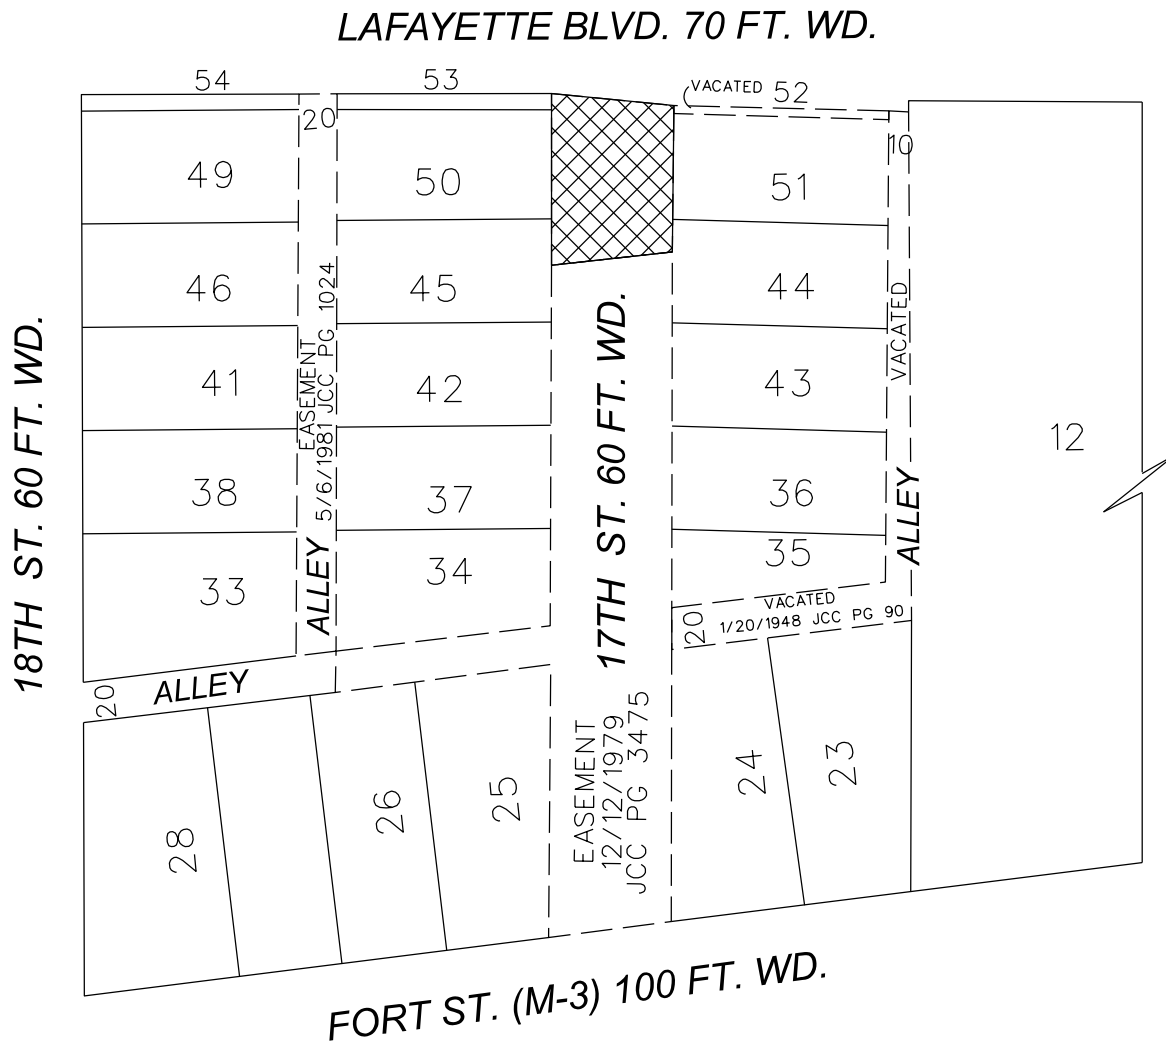 LAFAYETTE BLVD. 70 FT. WD.
54
53
VACATED 52
20
10
49
50
51
46
45
44
41
42
43
12
38
37
36
33
34
35
18TH ST. 60 FT. WD.
EASEMENT
5/6/1981 JCC PG 1024
ALLEY
17TH ST. 60 FT. WD.
VACATED
ALLEY
VACATED
1/20/1948 JCC PG 90
20
20
ALLEY
28
26
25
EASEMENT
12/12/1979
JCC PG 3475
24
23
FORT ST. (M-3) 100 FT. WD.